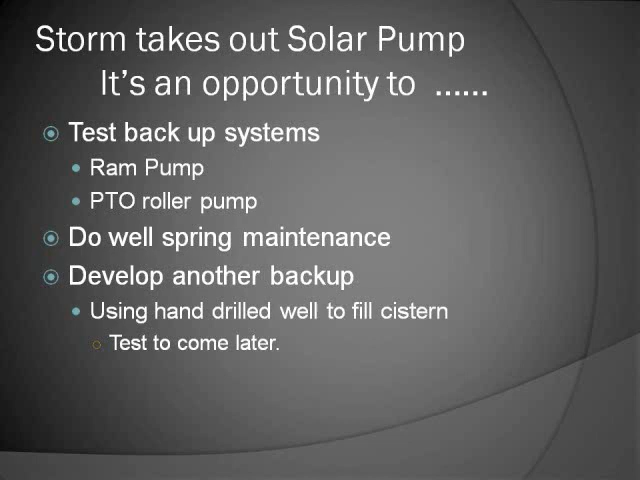 Storm takes out Solar Pump
It's an opportunity to ......
Test back up systems
Ram Pump
PTO roller pump
Do well spring maintenance
Develop another backup
Using hand drilled well to fill cistern
Test to come later.